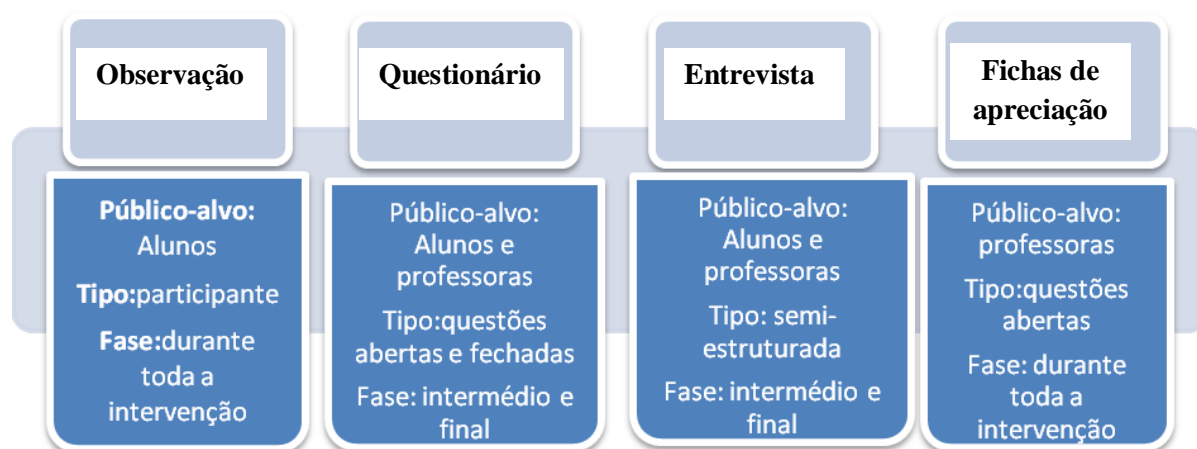 Observação
Público-alvo:
Alunos
Tipo:participante
Fase:durante
toda a
intervenção
Questionário
Público-alvo:
Alunos e
professoras
Tipo:questões
abertas e fechadas
Fase: intermédio e
final
Entrevista
Público-alvo:
Alunos e
professoras
Tipo: semi-
estruturada
Fase: intermédio e
final
Fichas de
apreciação
Público-alvo:
professoras
Tipo:questões
abertas
Fase: durante
toda a
intervenção